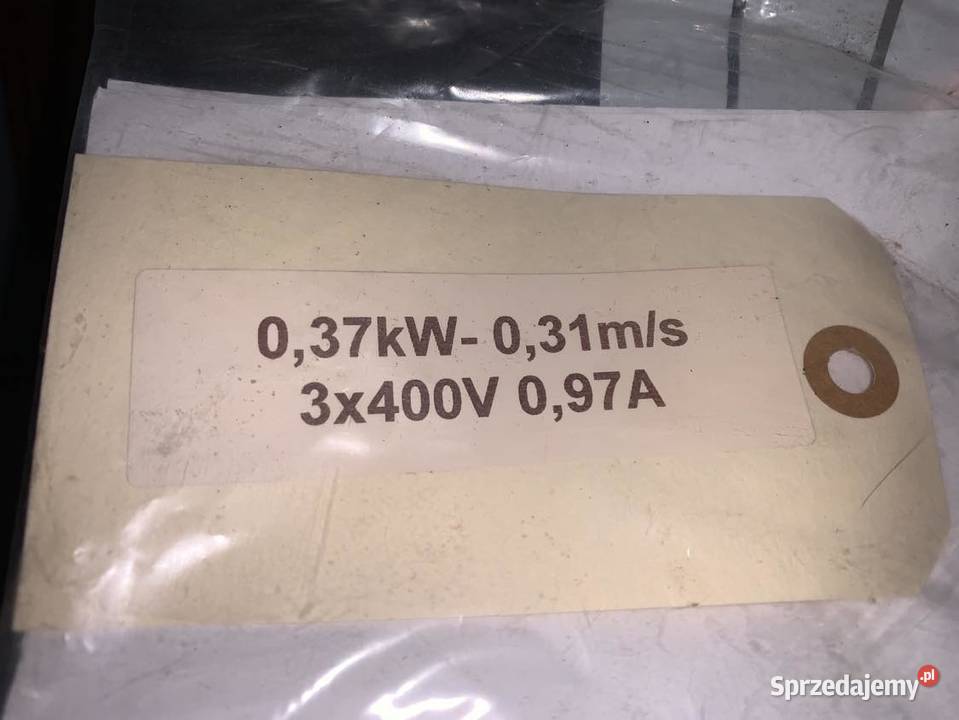 0,37kW- 0,31m/s
3x400V 0,97A
Sprzedajemy.pl